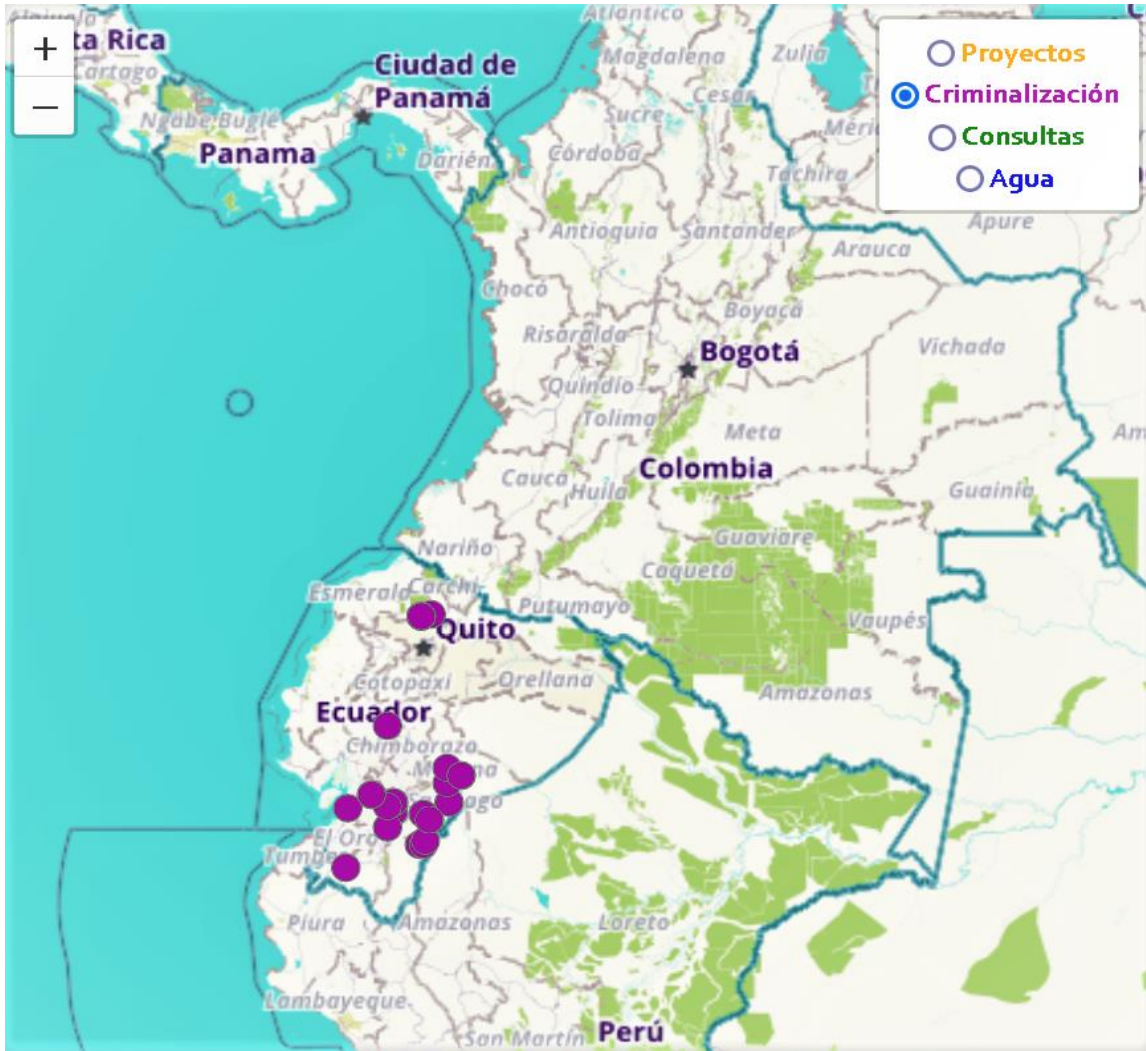 Alajuela
ta Rica
Cartago
Ngäbe-Buglé
Panama
Ciudad de
Panamá
Darién
Atlántico
Magdalena
Zulia
Cesar
Sucre
Córdoba
Táchira
Antioquia
Santander
Apure
Arauca
Chocó
Boyacá
Risaralda
Bogotá
Vichada
Quindío
Tolima
Meta
Colombia
Cauca
Huila
Guainía
Am
Guaviare
Nariño
Caquetá
Carchi
Putumayo
Vaupés
Quito
Orellana
Cotopaxi
Amazonas
Ecuador
Chimborazo
El Oro
Piura
Amazonas
Loreto
Lambayeque
San Martín
Perú
+
−
Proyectos
Criminalización
Consultas
Agua